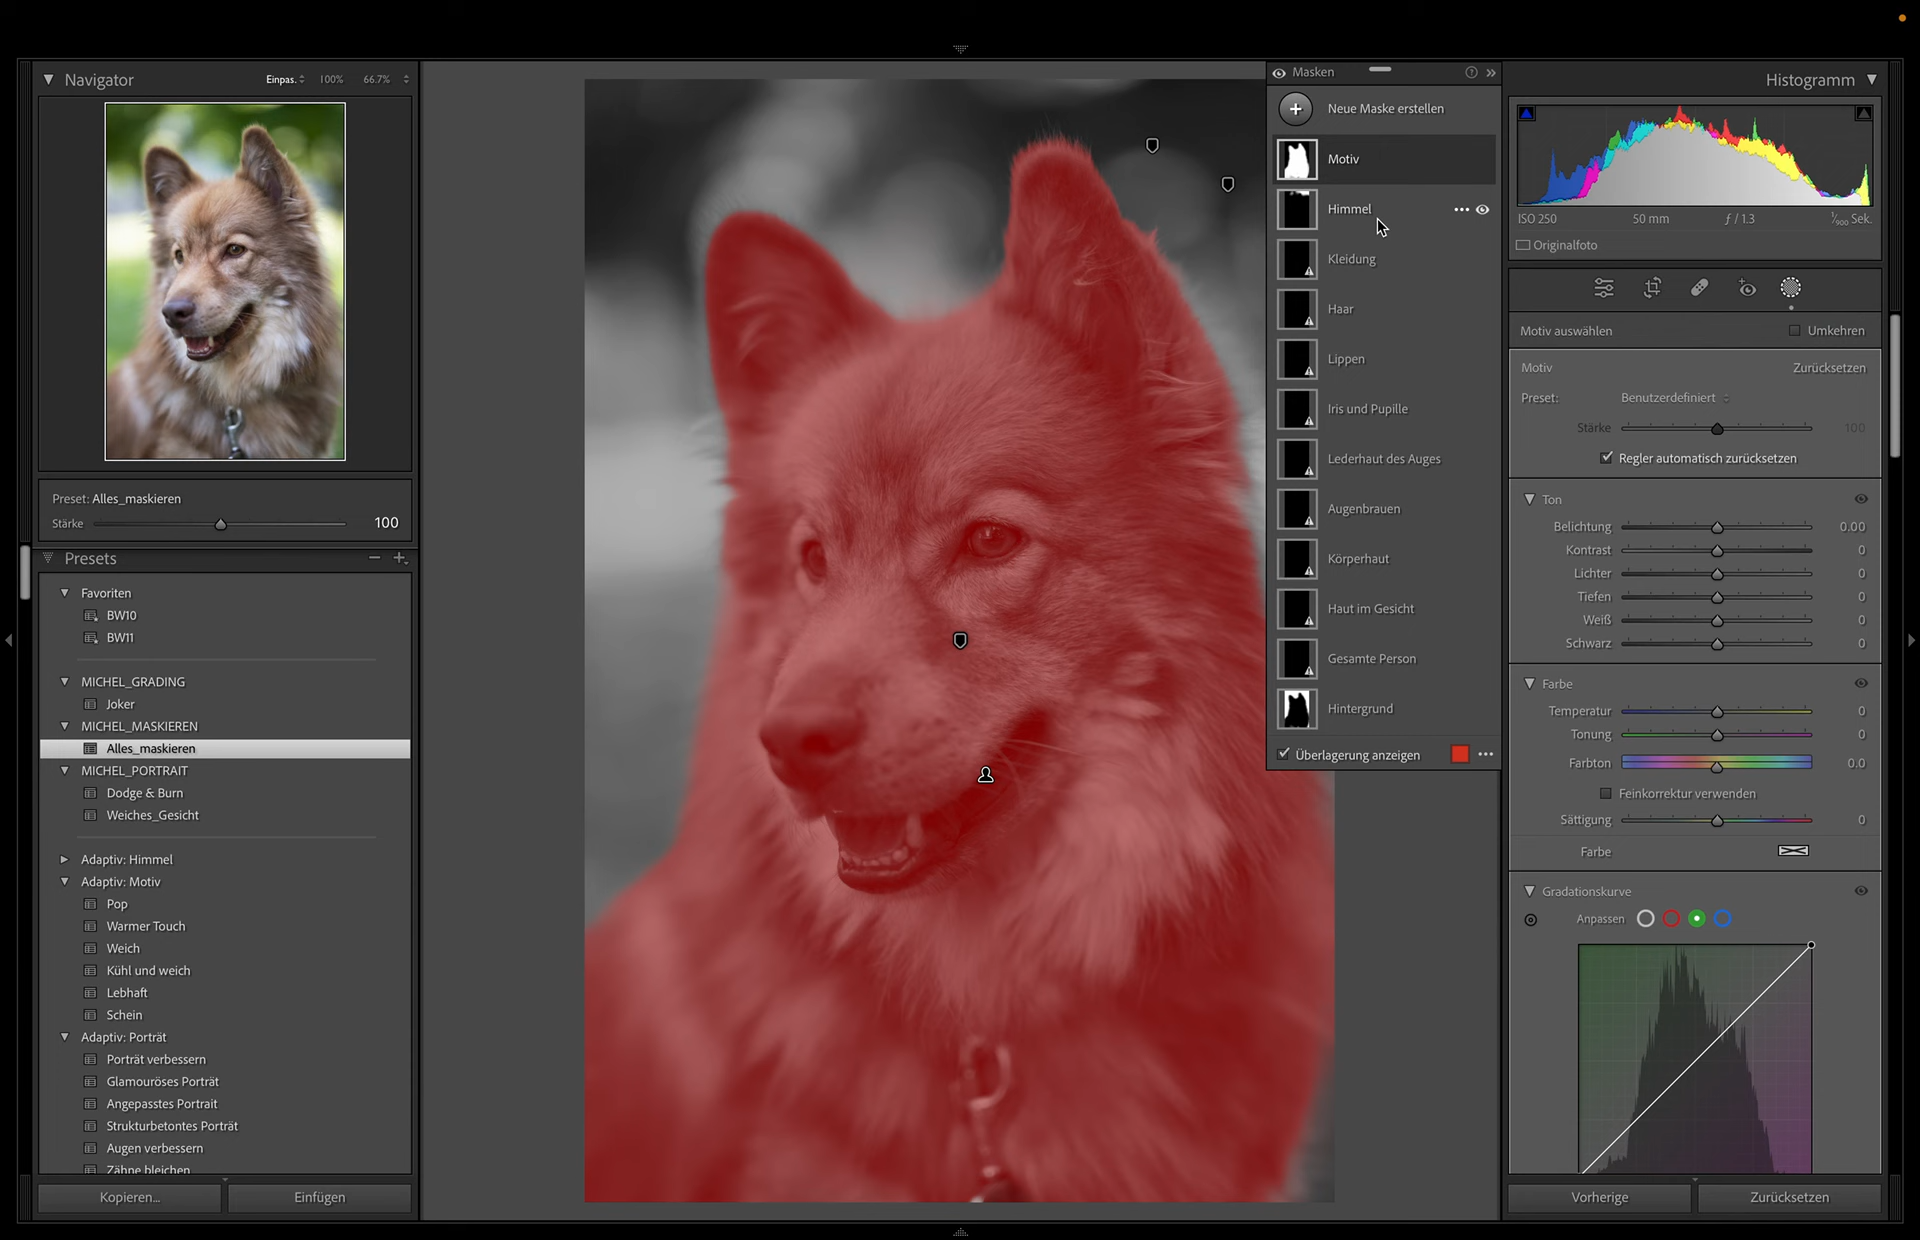 Navigator
Einpas.
100%
66.7%
Preset: Alles_maskieren
Stärke
100
Presets
Favoriten
BW10
BW11
MICHEL_GRADING
Joker
MICHEL_MASKIEREN
Alles_maskieren
MICHEL_PORTRAIT
Dodge & Burn
Weiches_Gesicht
Adaptiv: Himmel
Adaptiv: Motiv
Pop
Warmer Touch
Weich
Kühl und weich
Lebhaft
Schein
Adaptiv: Porträt
Porträt verbessern
Glamouröses Porträt
Angepasstes Portrait
Strukturbetontes Porträt
Augen verbessern
Zähne bleichen
Kopieren...
Einfügen
Masken
Neue Maske erstellen
Motiv
Himmel
Kleidung
Haar
Lippen
Iris und Pupille
Lederhaut des Auges
Augenbrauen
Körperhaut
Haut im Gesicht
Gesamte Person
Hintergrund
Überlagerung anzeigen
Histogramm
ISO 250
50 mm
ƒ / 1.3
1/900 Sek.
Originalfoto
Motiv auswählen
Umkehren
Motiv
Zurücksetzen
Preset:
Benutzerdefiniert
Stärke
100
Regler automatisch zurücksetzen
Ton
Belichtung
0.00
Kontrast
0
Lichter
0
Tiefen
0
Weiß
0
Schwarz
0
Farbe
Temperatur
0
Tonung
0
Farbton
0.0
Feinkorrektur verwenden
Sättigung
0
Farbe
Gradationskurve
Anpassen
Vorherige
Zurücksetzen